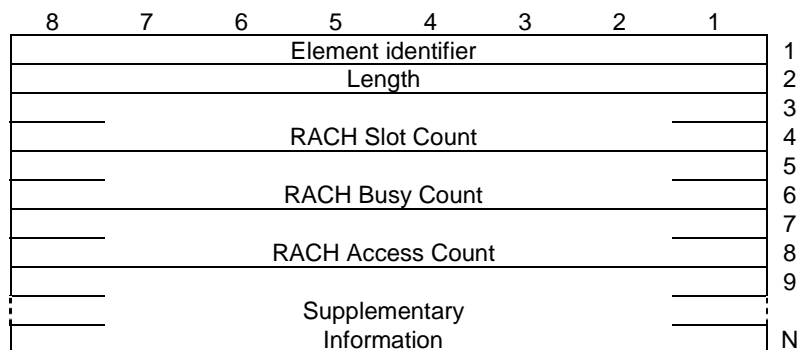 8 7 6 5 4 3 2 1
Element identifier 1
Length 2
3
RACH Slot Count 4
5
RACH Busy Count 6
7
RACH Access Count 8
9
Supplementary
Information N